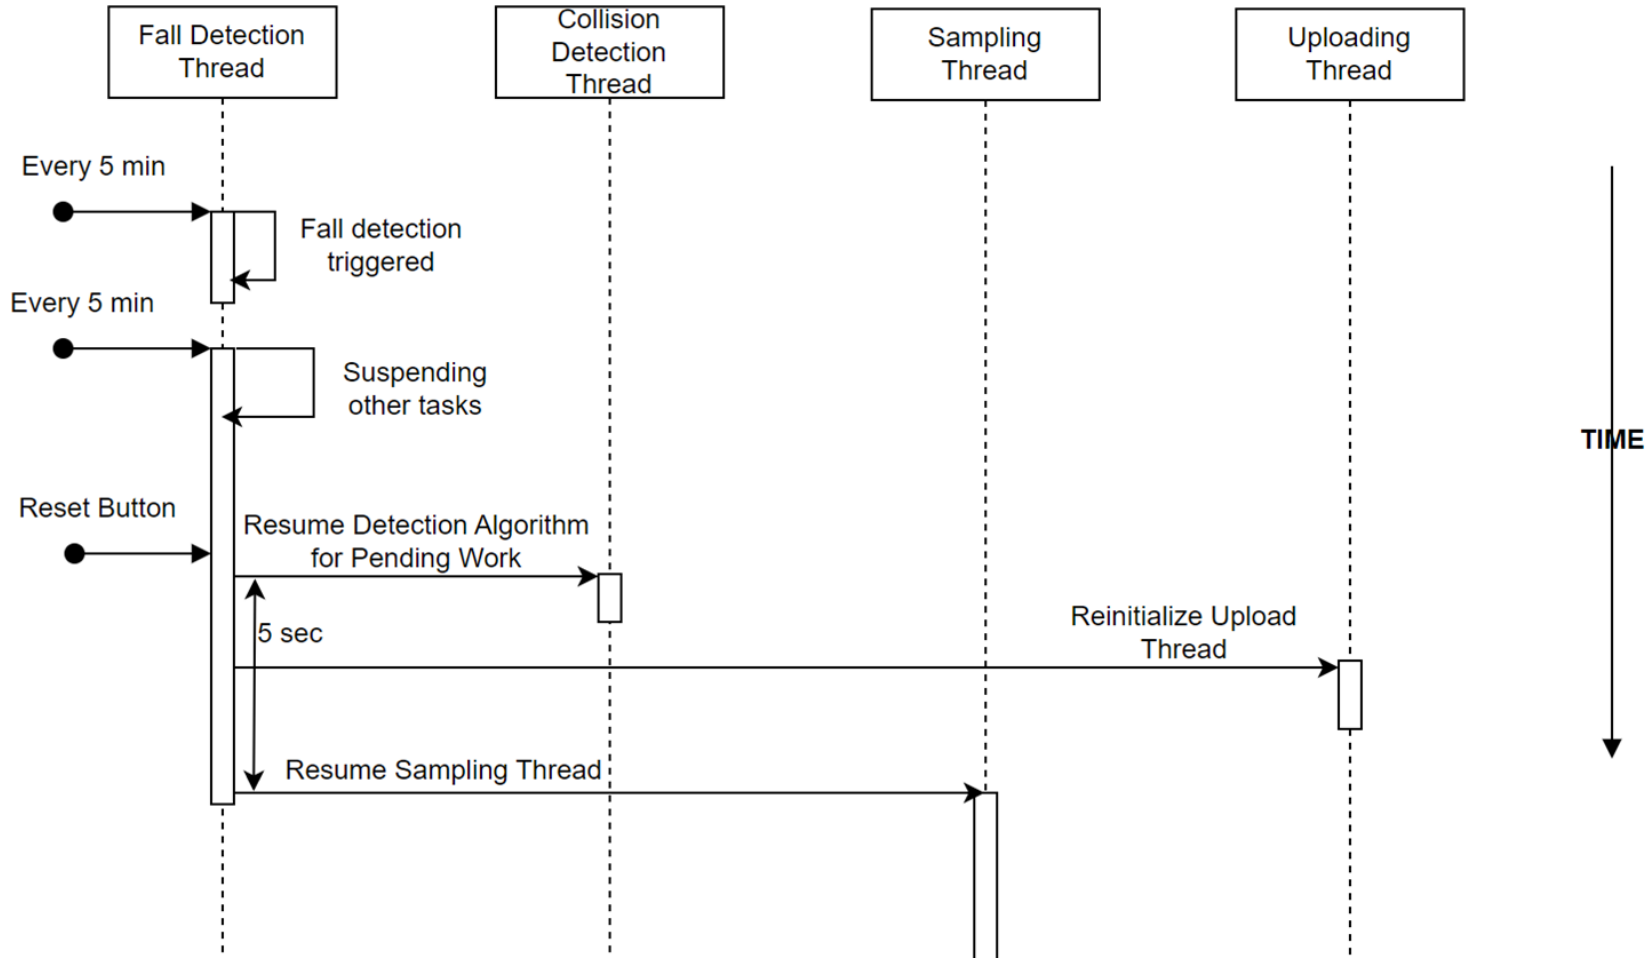 Fall Detection
Thread
Collision
Detection
Thread
Sampling
Thread
Uploading
Thread
Every 5 min
Fall detection
triggered
Every 5 min
Suspending
other tasks
TIME
Reset Button
Resume Detection Algorithm
for Pending Work
5 sec
Reinitialize Upload
Thread
Resume Sampling Thread